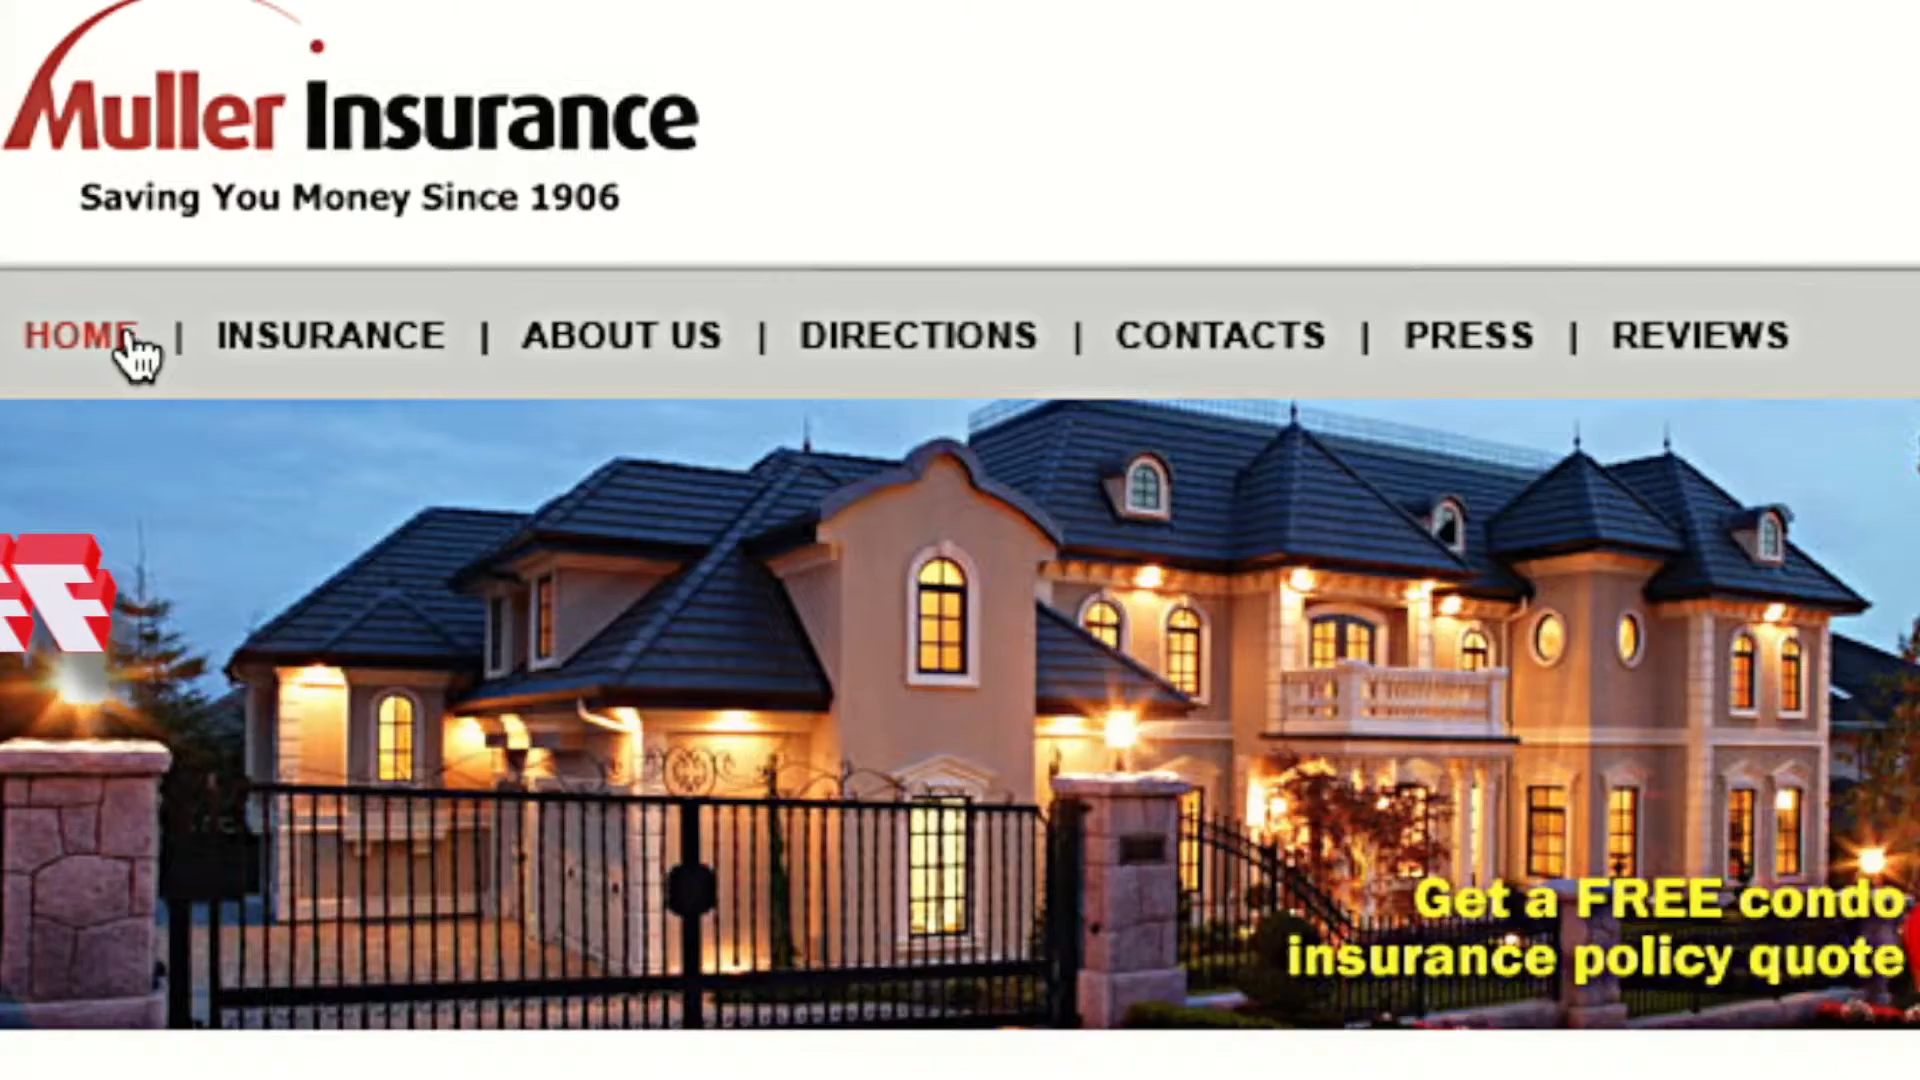 Muller Insurance
Saving You Money Since 1906
HOME | INSURANCE | ABOUT US | DIRECTIONS | CONTACTS | PRESS | REVIEWS
Get a FREE condo
insurance policy quote